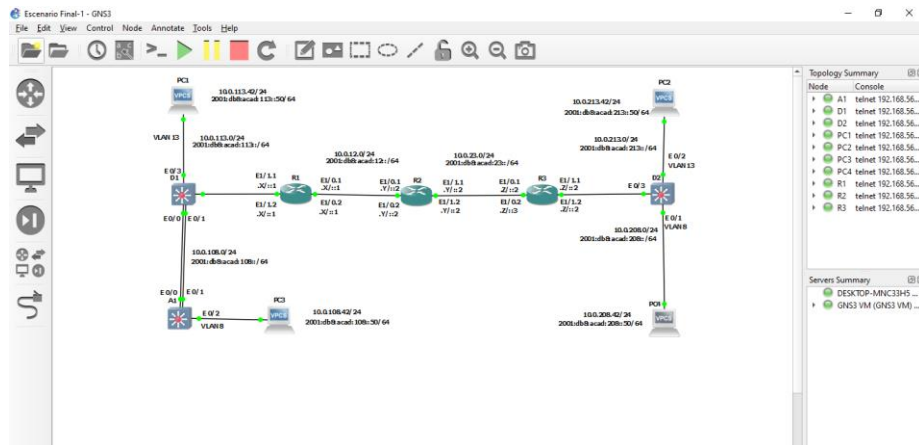 Escenario Final-1 - GNS3
File Edit View Control Node Annotate Tools Help
PC1
10.0.113.42/24
2001:db8:acad:113::50/64
VLAN 13
10.0.113.0/24
2001:db8:acad:113::/64
E0/3
D1
E1/1.1
.X/::1
E1/1.2
.X/::1
R1
E1/0.1
.X/::1
E1/0.2
.X/::1
10.0.12.0/24
2001:db8:acad:12::/64
E1/0.1
.Y/::2
E1/0.2
.Y/::2
R2
E1/1.1
.Y/::2
E1/1.2
.Y/::2
10.0.23.0/24
2001:db8:acad:23::/64
E1/0.1
.Z/::2
E1/0.2
.Z/::3
R3
E1/1.1
.Z/::2
E1/1.2
.Z/::2
E0/3
D2
PC2
10.0.213.42/24
2001:db8:acad:213::50/64
10.0.213.0/24
2001:db8:acad:213::/64
E0/2
VLAN 13
E0/1
VLAN8
10.0.208.0/24
2001:db8:acad:208::/64
PC4
10.0.208.42/24
2001:db8:acad:208::50/64
E0/0 E0/1
10.0.108.0/24
2001:db8:acad:108::/64
E0/0 E0/1
A1
E0/2
VLAN8
PC3
10.0.108.42/24
2001:db8:acad:108::50/64
Topology Summary
Node Console
A1 telnet 192.168.56...
D1 telnet 192.168.56...
D2 telnet 192.168.56...
PC1 telnet 192.168.56...
PC2 telnet 192.168.56...
PC3 telnet 192.168.56...
PC4 telnet 192.168.56...
R1 telnet 192.168.56...
R2 telnet 192.168.56...
R3 telnet 192.168.56...
Servers Summary
DESKTOP-MNC33H5 ...
GNS3 VM (GNS3 VM) ...